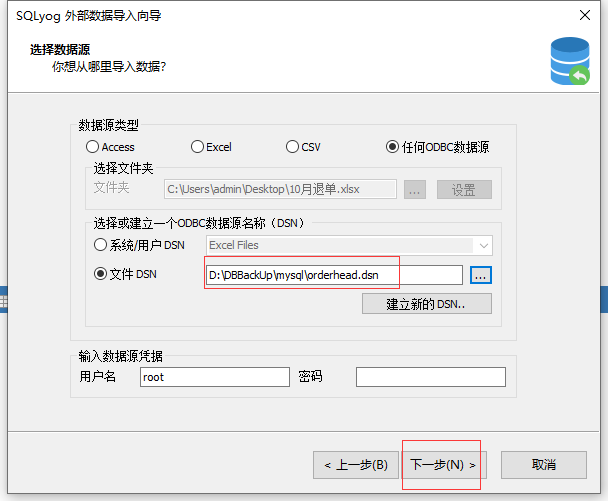 SQLyog 外部数据导入向导
选择数据源
你想从哪里导入数据?
数据源类型
Access Excel CSV 任何ODBC数据源
选择文件夹
文件夹 C:\Users\admin\Desktop\10月退单.xlsx ... 设置
选择或建立一个ODBC数据源名称（DSN）
系统/用户 DSN Excel Files
文件 DSN D:\DBBackUp\mysql\orderhead.dsn ...
建立新的 DSN..
输入数据源凭据
用户名 root 密码
< 上一步(B) 下一步(N) > 取消